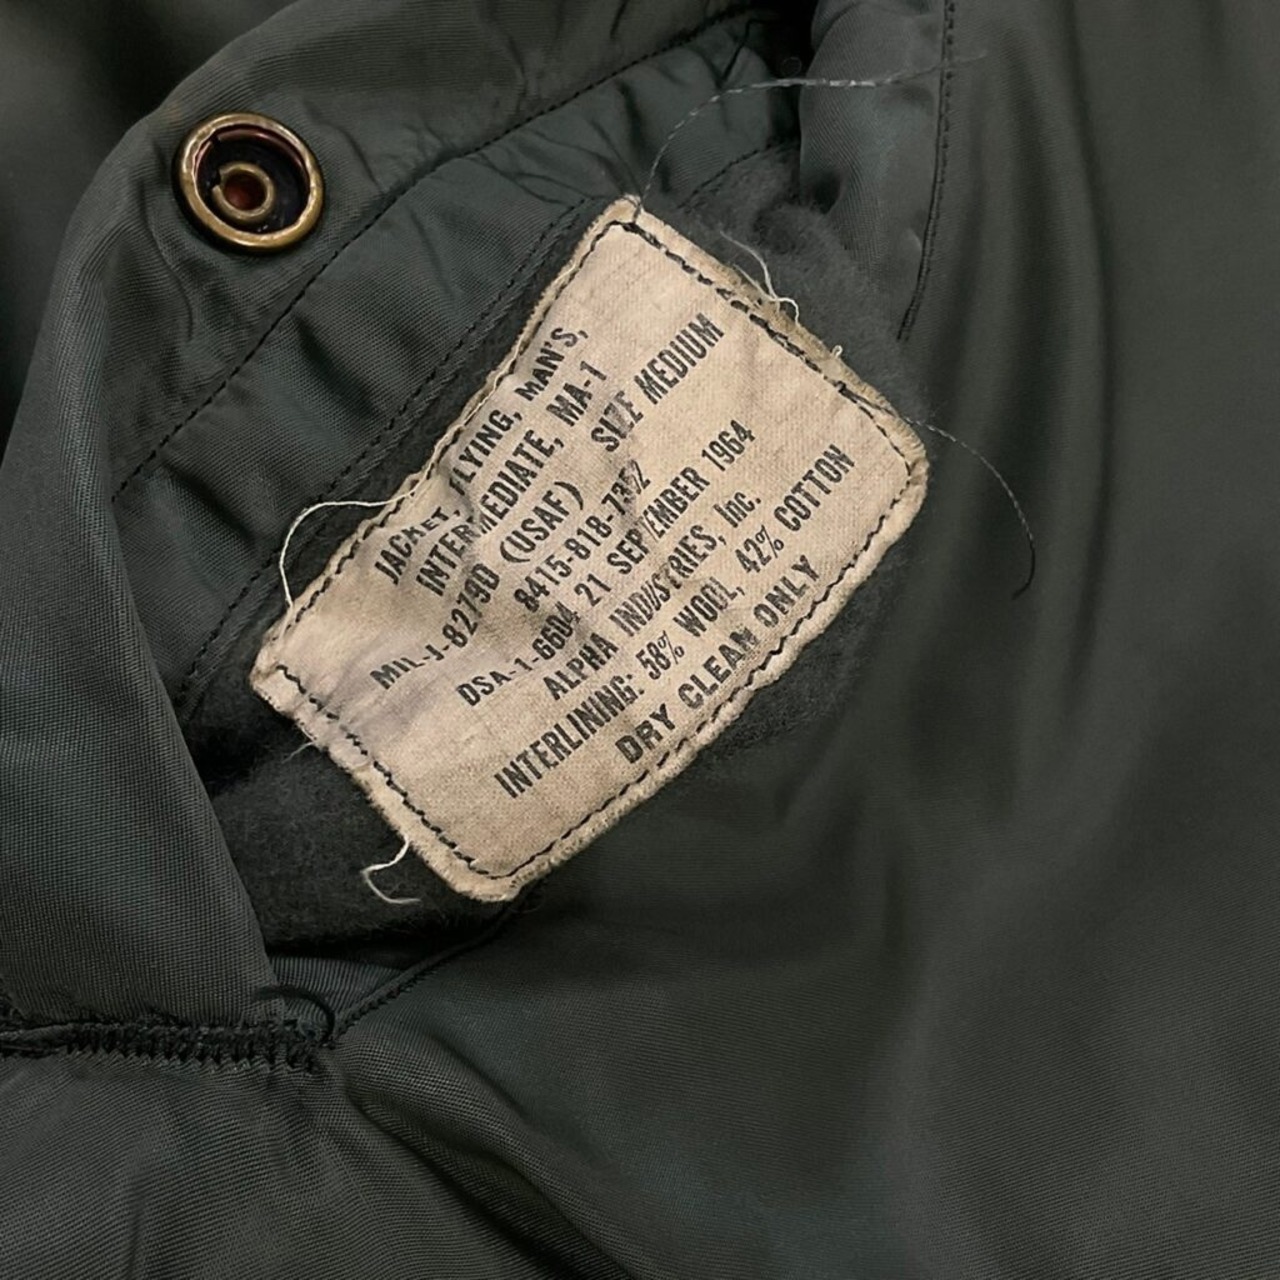 JACKET, FLYING, MAN'S,
INTERMEDIATE, MA-1
MIL-J-8279D (USAF) SIZE MEDIUM
8415-818-7352
DSA-1-6604 21 SEPTEMBER 1964
ALPHA INDUSTRIES, Inc.
INTERLINING: 58% WOOL, 42% COTTON
DRY CLEAN ONLY